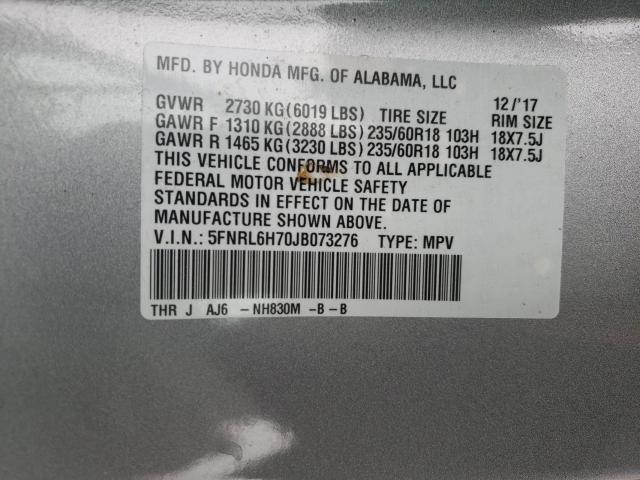 MFD. BY HONDA MFG. OF ALABAMA, LLC
12/'17
GVWR 2730 KG(6019 LBS) TIRE SIZE RIM SIZE
GAWR F 1310 KG(2888 LBS) 235/60R18 103H 18X7.5J
GAWR R 1465 KG(3230 LBS) 235/60R18 103H 18X7.5J
THIS VEHICLE CONFORMS TO ALL APPLICABLE
FEDERAL MOTOR VEHICLE SAFETY
STANDARDS IN EFFECT ON THE DATE OF
MANUFACTURE SHOWN ABOVE.
V.I.N.: 5FNRL6H70JB073276 TYPE: MPV
THR J AJ6 - NH830M - B - B